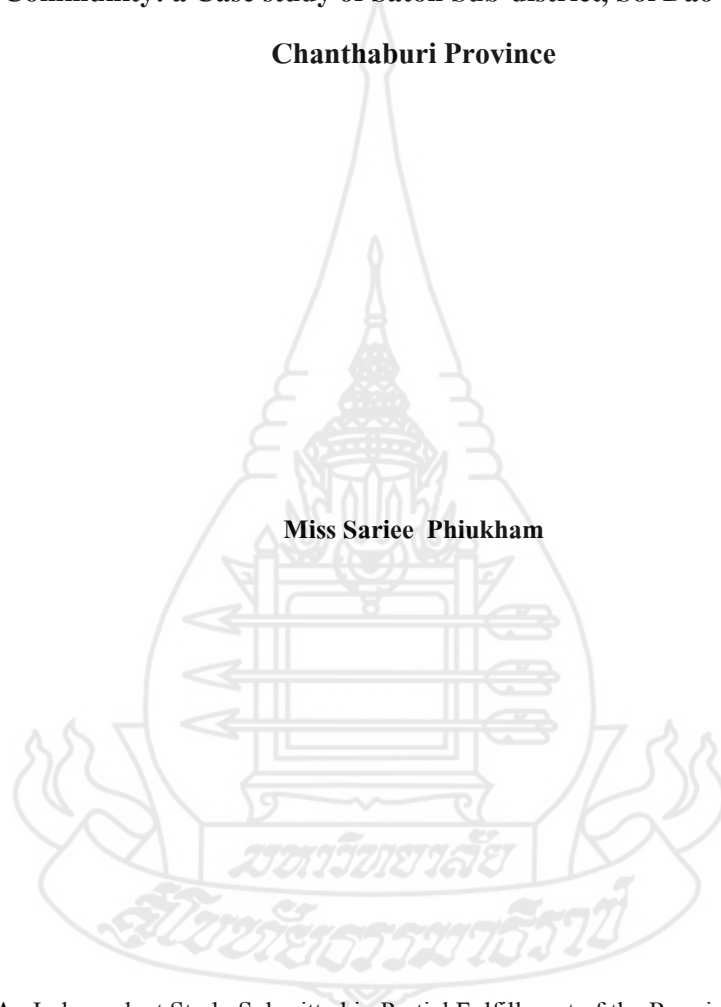 Community: a Case study of Saton Sub-district, Soi Dao
Chanthaburi Province
Miss Sariee Phiukham
มหาวิทยาลัย
สุโขทัยธรรมาธิราช
An Independent Study Submitted in Partial Fulfillment of the